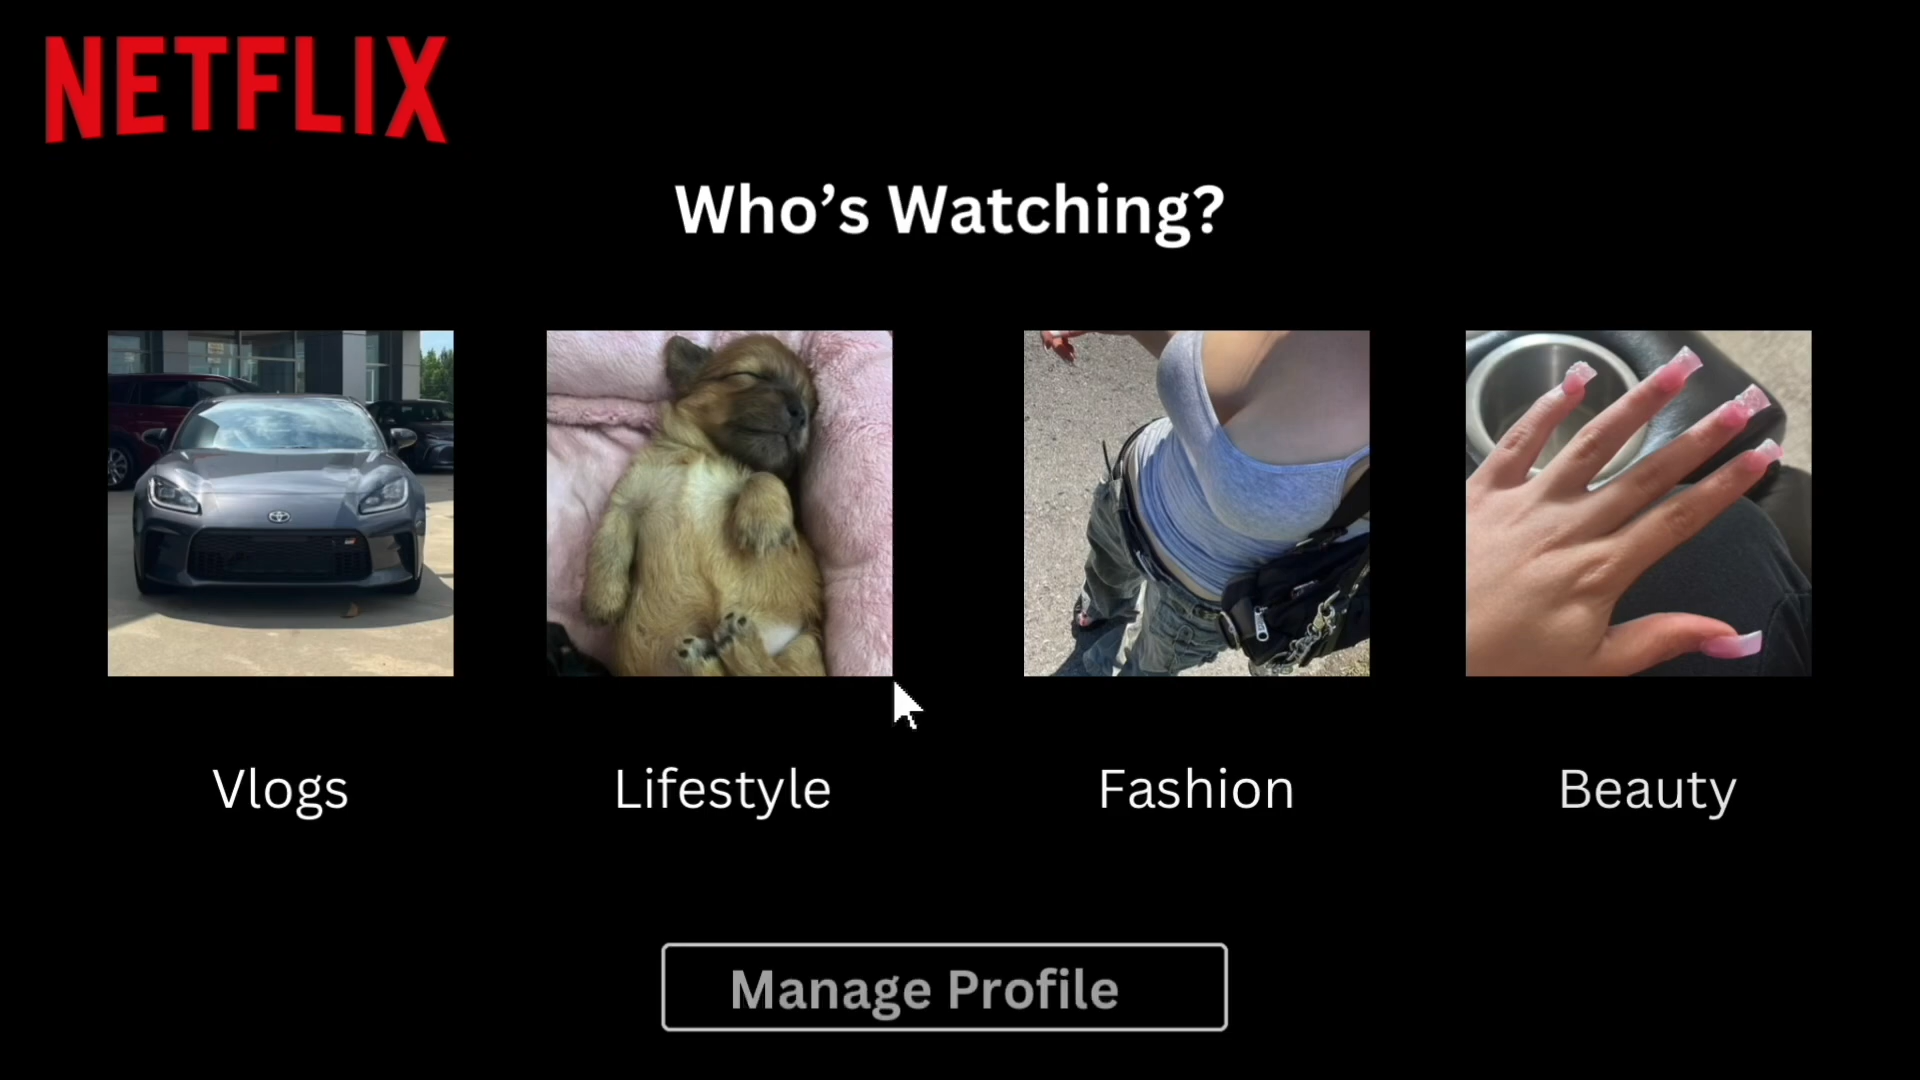 NETFLIX
Who's Watching?
Vlogs
Lifestyle
Fashion
Beauty
Manage Profile